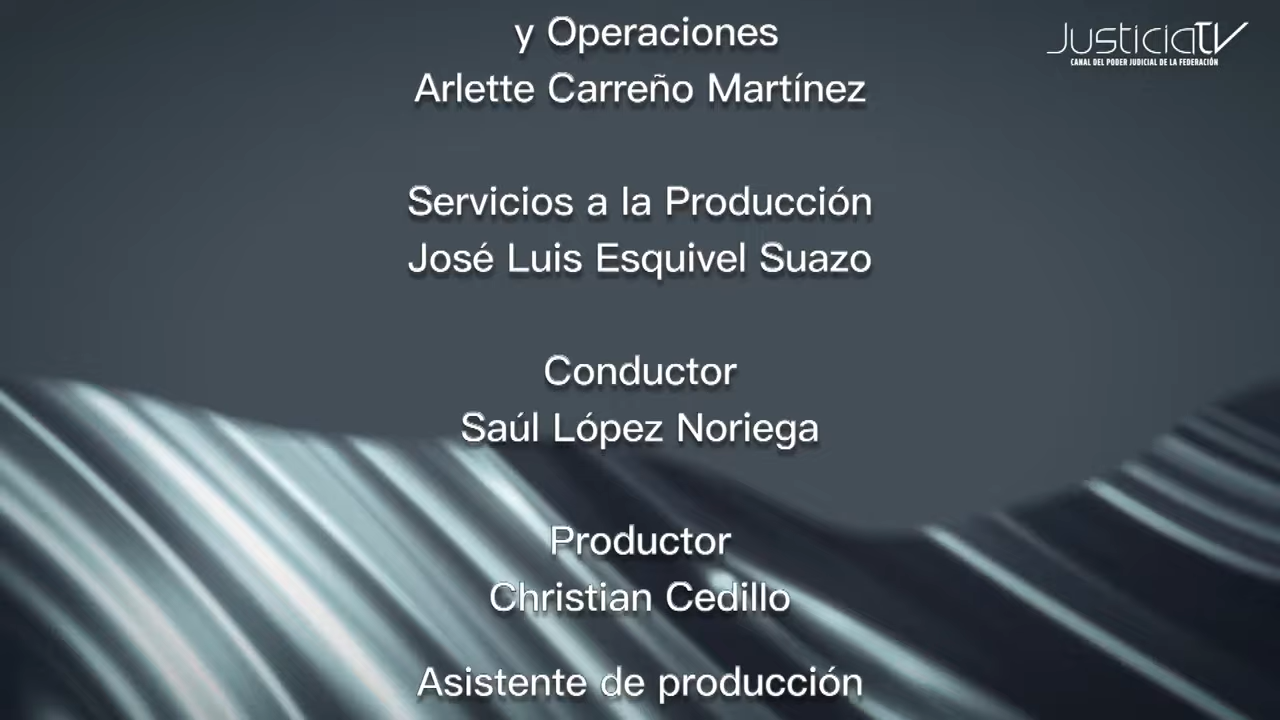 y Operaciones
Arlette Carreño Martínez
JusticiaTV
CANAL DEL PODER JUDICIAL DE LA FEDERACIÓN
Servicios a la Producción
José Luis Esquivel Suazo
Conductor
Saúl López Noriega
Productor
Christian Cedillo
Asistente de producción